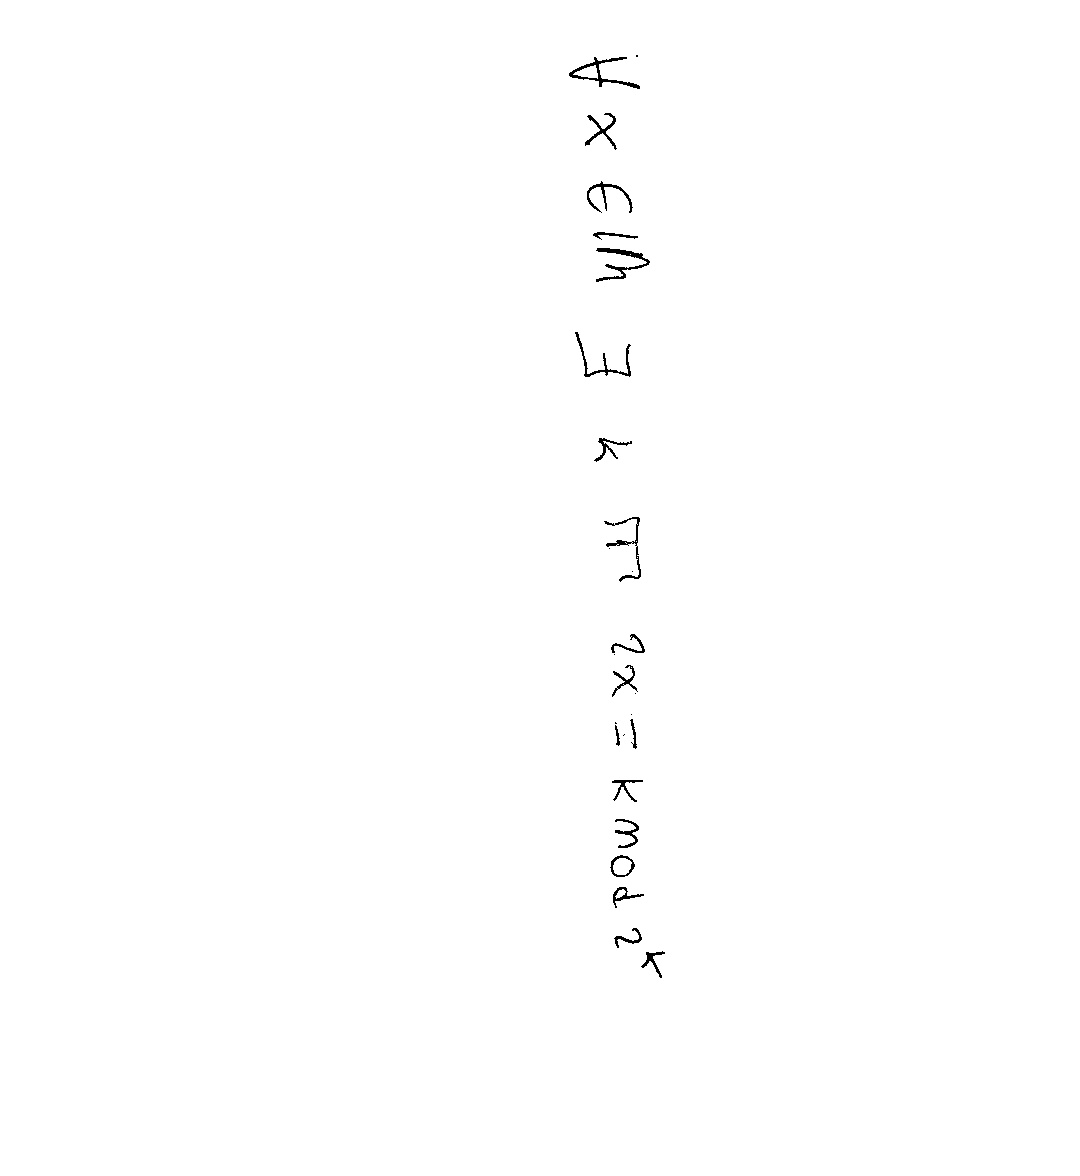 ∀ x ∈ ℕ ∃ k 2x = k mod 2^k